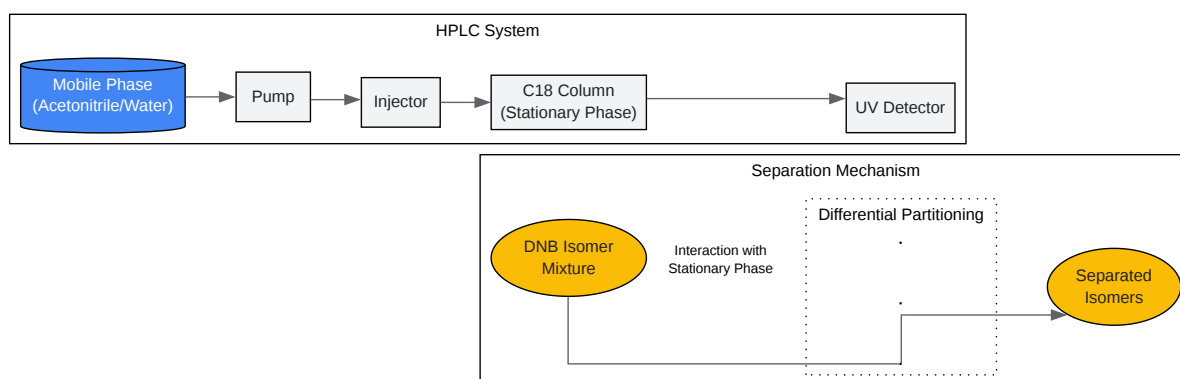 HPLC System
Mobile Phase
(Acetonitrile/Water)
Pump
Injector
C18 Column
(Stationary Phase)
UV Detector
Separation Mechanism
Differential Partitioning
DNB Isomer
Mixture
Interaction with
Stationary Phase
Separated
Isomers